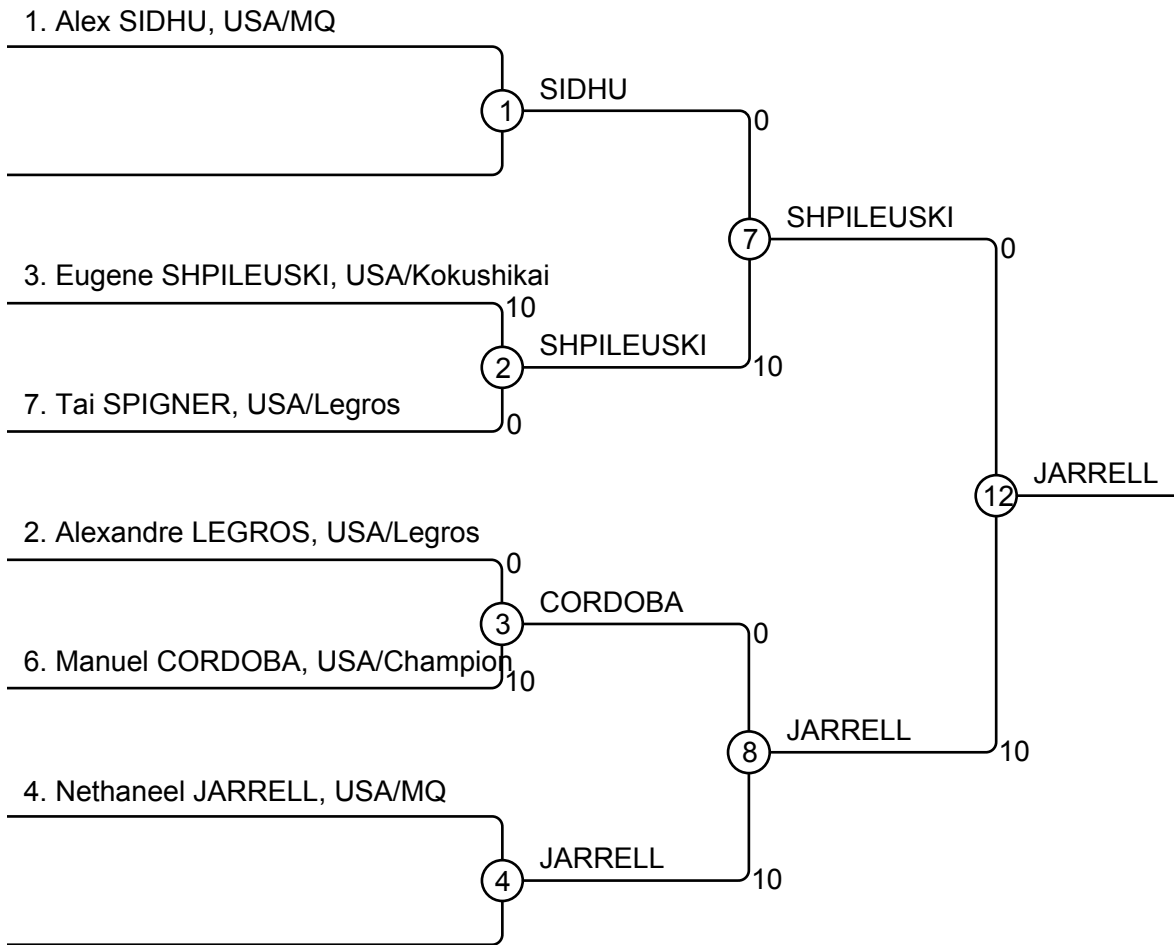 1. Alex SIDHU, USA/MQ
1 SIDHU
0
7 SHPILEUSKI
0
3. Eugene SHPILEUSKI, USA/Kokushikai
10
2 SHPILEUSKI
10
7. Tai SPIGNER, USA/Legros
0
12 JARRELL
2. Alexandre LEGROS, USA/Legros
0
3 CORDOBA
0
6. Manuel CORDOBA, USA/Champion
10
8 JARRELL
10
4. Nethaneel JARRELL, USA/MQ
4 JARRELL
10